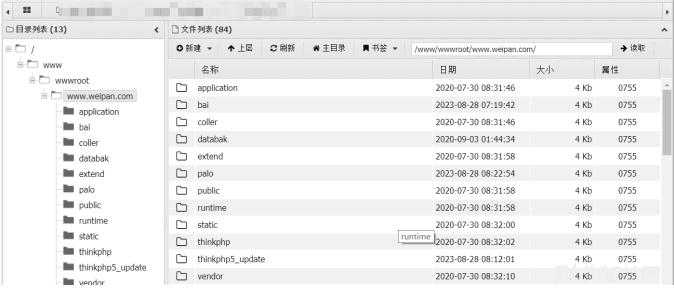 目录列表 (13)
/
www
wwwroot
www.weipan.com
application
bai
coller
databak
extend
palo
public
runtime
static
thinkphp
thinkphp5_update
vendor
文件列表 (84)
新建 上层 刷新 主目录 书签 /www/wwwroot/www.weipan.com/ 读取
名称 日期 大小 属性
application 2020-07-30 08:31:46 4 Kb 0755
bai 2023-08-28 07:19:42 4 Kb 0755
coller 2020-07-30 08:31:46 4 Kb 0755
databak 2020-09-03 01:44:34 4 Kb 0755
extend 2020-07-30 08:31:58 4 Kb 0755
palo 2023-08-28 08:22:54 4 Kb 0755
public 2020-07-30 08:31:58 4 Kb 0755
runtime 2020-07-30 08:31:58 4 Kb 0755
static 2020-07-30 08:32:00 4 Kb 0755
runtime
thinkphp 2020-07-30 08:32:02 4 Kb 0755
thinkphp5_update 2023-08-28 08:12:01 4 Kb 0755
vendor 2020-07-30 08:32:10 4 Kb 0755